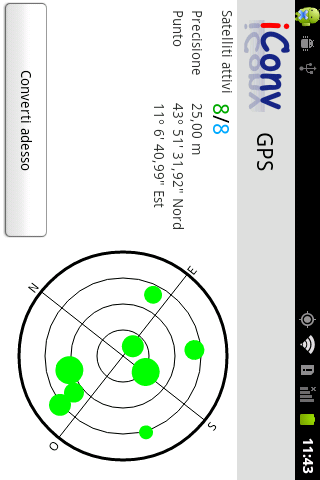 11:43
iConv GPS
Satelliti attivi 8/8
Precisione 25,00 m
Punto 43° 51' 31,92" Nord
11° 6' 40,99" Est
Converti adesso
N
E
S
O